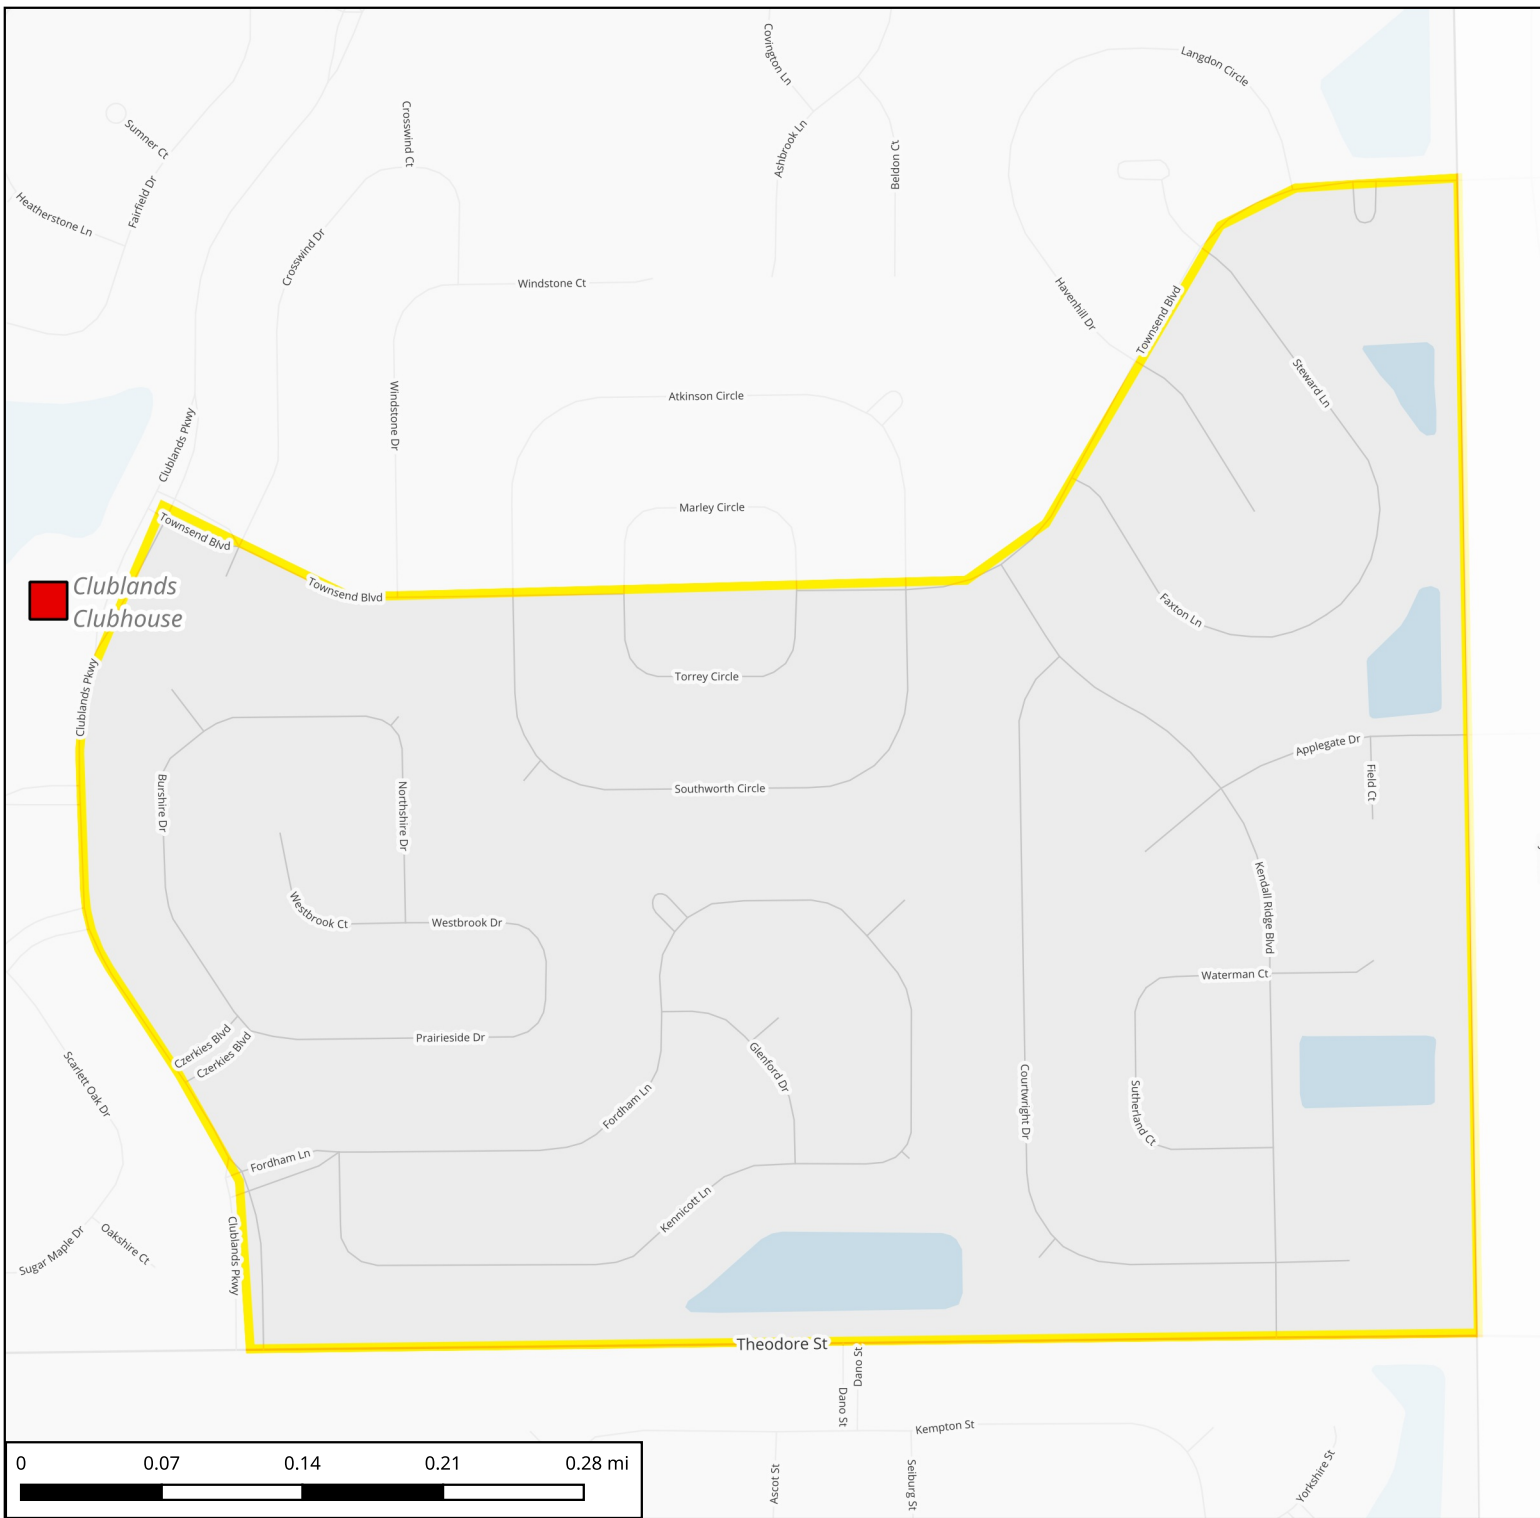 Covington Ln
Langdon Circle
Crosswind Ct
Sumner Ct
Ashbrook Ln
Beldon Ct
Fairfield Dr
Heatherstone Ln
Crosswind Dr
Windstone Ct
Havenhill Dr
Townsend Blvd
Steward Ln
Windstone Dr
Atkinson Circle
Clublands Pkwy
Marley Circle
Townsend Blvd
Townsend Blvd
Clublands
Clubhouse
Faxton Ln
Clublands Pkwy
Torrey Circle
Applegate Dr
Field Ct
Burshire Dr
Northshire Dr
Southworth Circle
Westbrook Ct
Westbrook Dr
Kendall Ridge Blvd
Waterman Ct
Czerkies Blvd
Czerkies Blvd
Prairieside Dr
Scarlett Oak Dr
Glenford Dr
Fordham Ln
Courtwright Dr
Sutherland Ct
Fordham Ln
Kennicott Ln
Clublands Pkwy
Sugar Maple Dr
Oakshire Ct
Theodore St
Dano St
Dano St
Kempton St
Ascot St
Seiburg St
Yorkshire St
0 0.07 0.14 0.21 0.28 mi